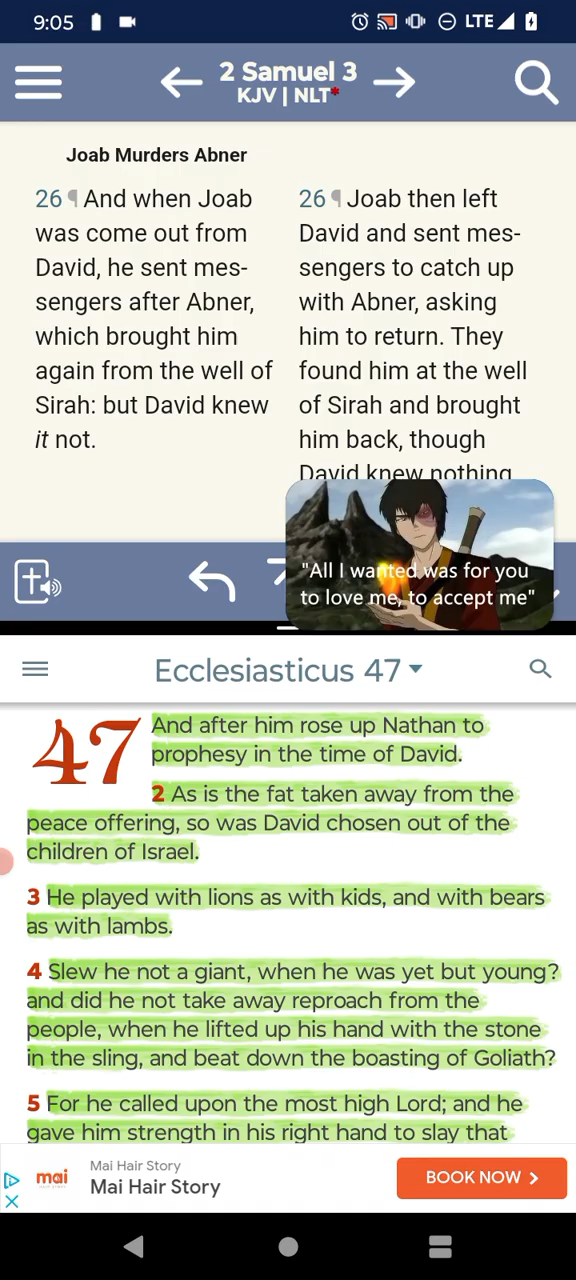 9:05
LTE
2 Samuel 3
KJV | NLT*
Joab Murders Abner
26 ¶ And when Joab
was come out from
David, he sent mes-
sengers after Abner,
which brought him
again from the well of
Sirah: but David knew
it not.
26 ¶ Joab then left
David and sent mes-
sengers to catch up
with Abner, asking
him to return. They
found him at the well
of Sirah and brought
him back, though
David knew nothing
"All I wanted was for you
to love me, to accept me"
Ecclesiasticus 47
47 And after him rose up Nathan to
prophesy in the time of David.
2 As is the fat taken away from the
peace offering, so was David chosen out of the
children of Israel.
3 He played with lions as with kids, and with bears
as with lambs.
4 Slew he not a giant, when he was yet but young?
and did he not take away reproach from the
people, when he lifted up his hand with the stone
in the sling, and beat down the boasting of Goliath?
5 For he called upon the most high Lord; and he
gave him strength in his right hand to slay that
mai
Mai Hair Story
Mai Hair Story
BOOK NOW